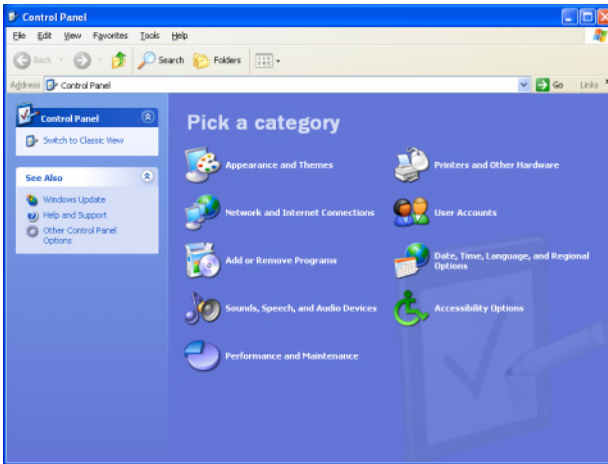 Control Panel
File Edit View Favorites Tools Help
Back Search Folders
Address Control Panel Go Links
Control Panel
Switch to Classic View
See Also
Windows Update
Help and Support
Other Control Panel
Options
Pick a category
Appearance and Themes
Printers and Other Hardware
Network and Internet Connections
User Accounts
Add or Remove Programs
Date, Time, Language, and Regional
Options
Sounds, Speech, and Audio Devices
Accessibility Options
Performance and Maintenance